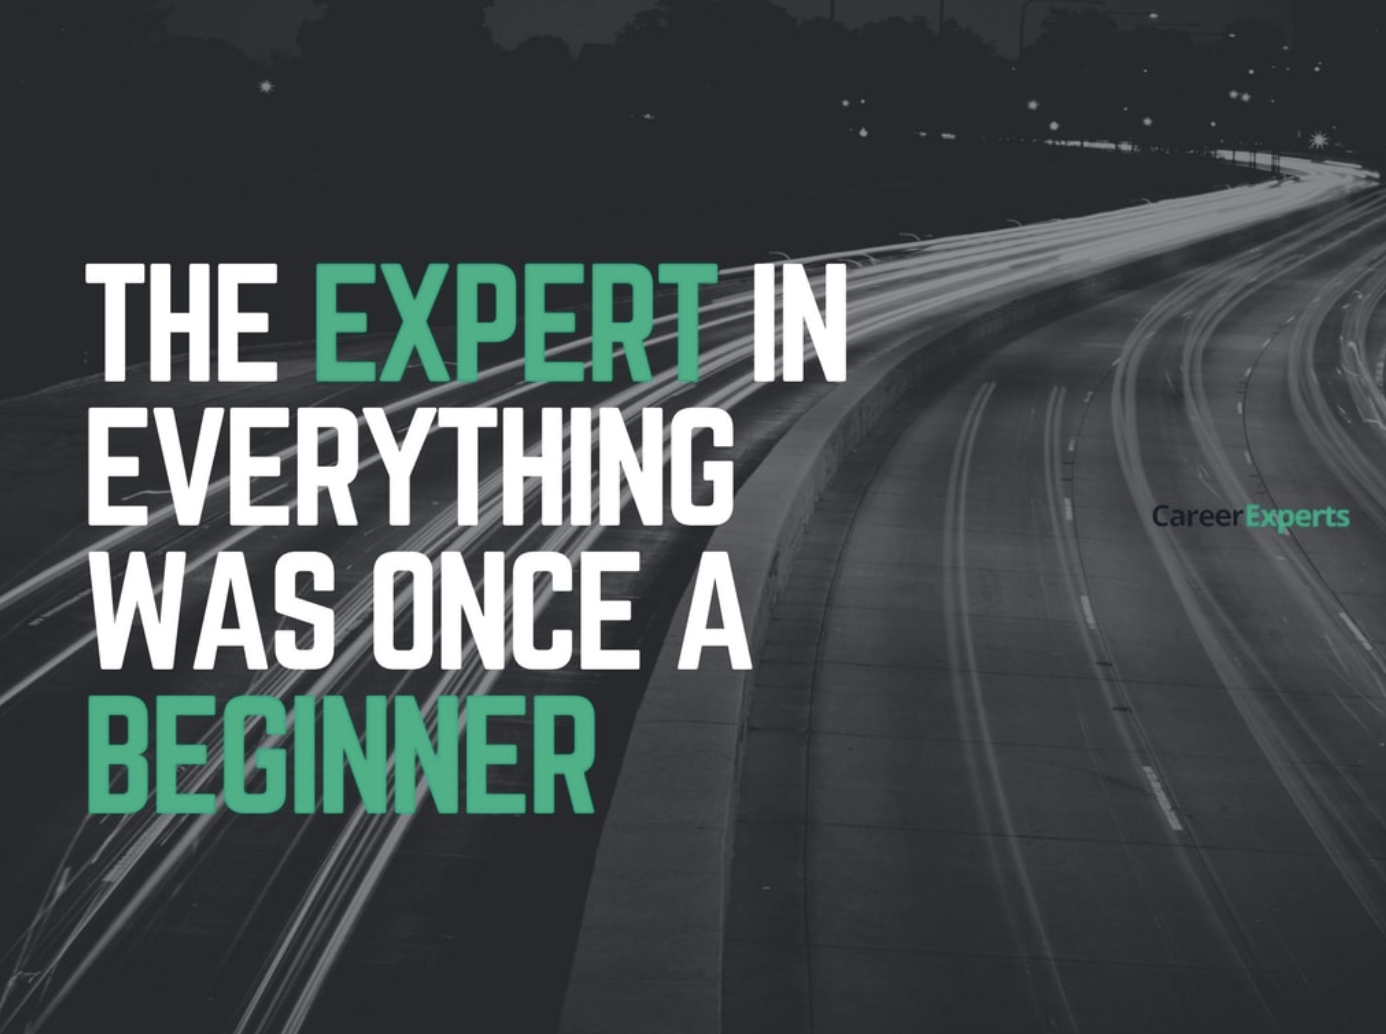 THE EXPERT IN
EVERYTHING
WAS ONCE A
BEGINNER
CareerExperts